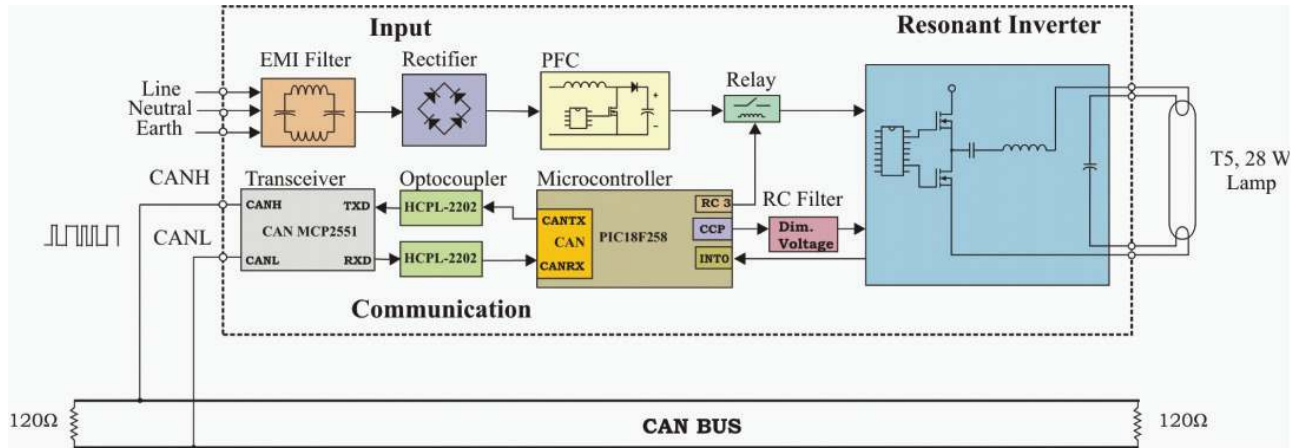 Input
Resonant Inverter
EMI Filter
Rectifier
PFC
Relay
Line
Neutral
Earth
T5, 28 W
Lamp
CANH
CANL
Transceiver
CANH
TXD
CAN MCP2551
CANL
RXD
Optocoupler
HCPL-2202
HCPL-2202
Microcontroller
CANTX
CAN
CANRX
PIC18F258
RC 3
CCP
INTO
RC Filter
Dim.
Voltage
+
-
Communication
120Ω
CAN BUS
120Ω